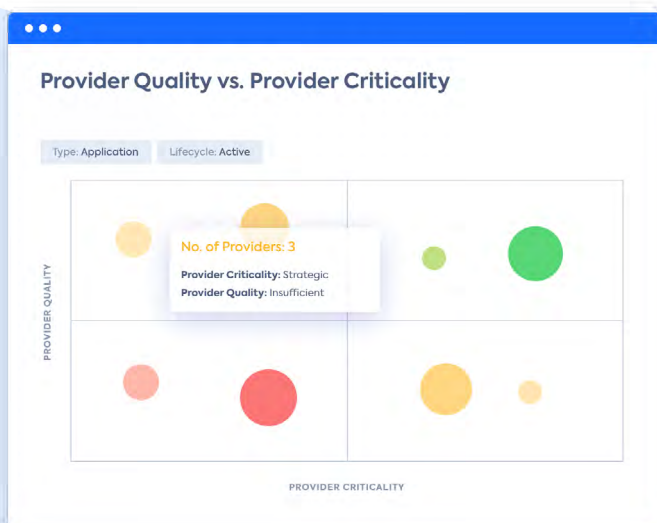 Provider Quality vs. Provider Criticality
Type: Application
Lifecycle: Active
No. of Providers: 3
Provider Criticality: Strategic
Provider Quality: Insufficient
PROVIDER QUALITY
PROVIDER CRITICALITY